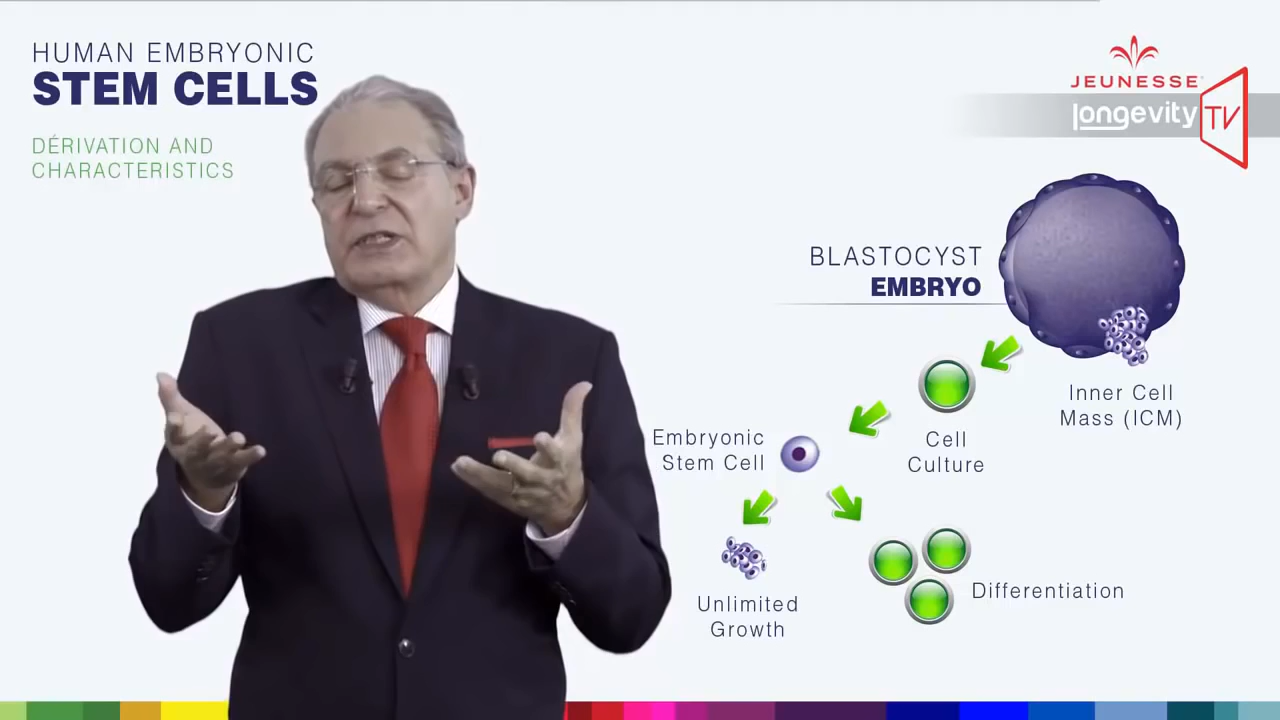 HUMAN EMBRYONIC
STEM CELLS
DÉRIVATION AND
CHARACTERISTICS
JEUNESSE
longevity TV
BLASTOCYST
EMBRYO
Inner Cell
Mass (ICM)
Cell
Culture
Embryonic
Stem Cell
Unlimited
Growth
Differentiation